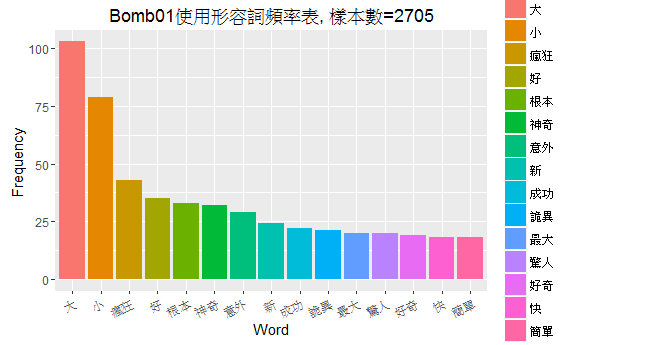 Bomb01使用形容詞頻率表, 樣本數=2705
Frequency
100
75
50
25
0
大
小
瘋狂
好
根本
神奇
意外
新
成功
詭異
最大
驚人
好奇
快
簡單
Word
大
小
瘋狂
好
根本
神奇
意外
新
成功
詭異
最大
驚人
好奇
快
簡單